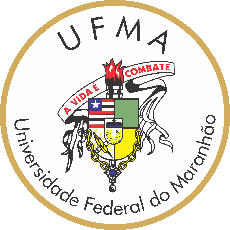 UFMA
A VIDA É COMBATE
Universidade Federal do Maranhão